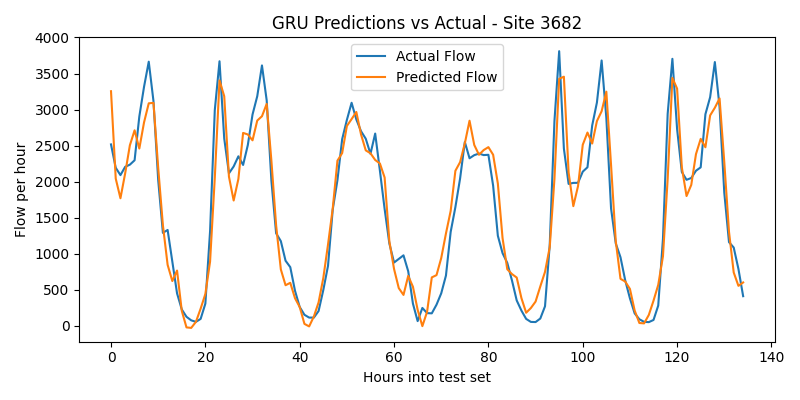 GRU Predictions vs Actual - Site 3682
Actual Flow
Predicted Flow
Flow per hour
4000
3500
3000
2500
2000
1500
1000
500
0
0 20 40 60 80 100 120 140
Hours into test set